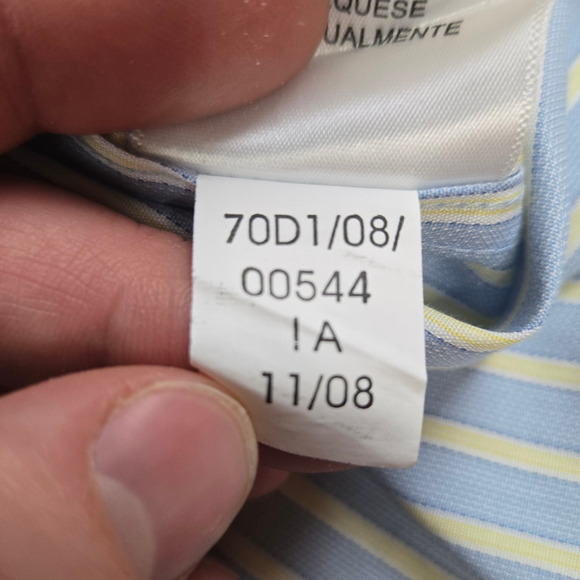 QUESE
UALMENTE
70D1/08/
00544
! A
11/08